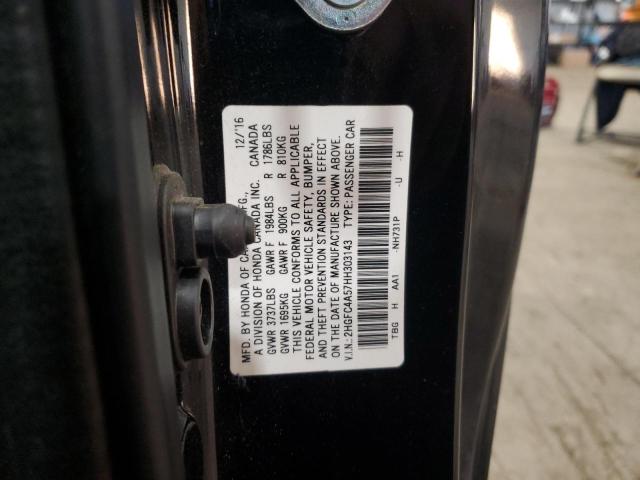 MFG. BY HONDA OF CA FG., 12/'16
A DIVISION OF HONDA CANADA INC. CANADA
GVWR 3737LBS GAWR F 1984LBS R 1786LBS
GVWR 1695KG GAWR F 900KG R 810KG
THIS VEHICLE CONFORMS TO ALL APPLICABLE
FEDERAL MOTOR VEHICLE SAFETY, BUMPER,
AND THEFT PREVENTION STANDARDS IN EFFECT
ON THE DATE OF MANUFACTURE SHOWN ABOVE.
V.I.N.: 2HGFC4A57HH303143 TYPE: PASSENGER CAR
TBG H AA1 -NH731P -U -H